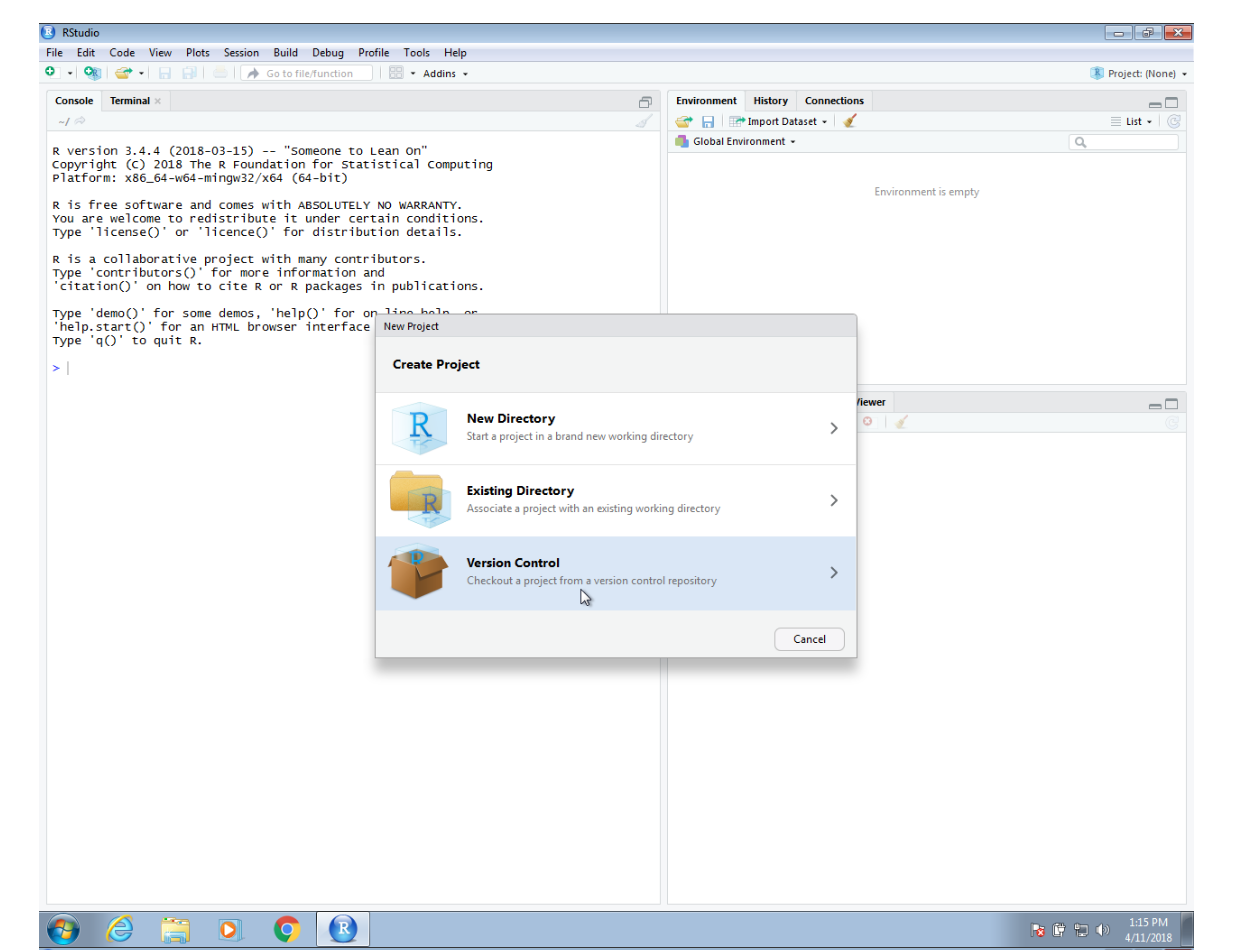 RStudio
File Edit Code View Plots Session Build Debug Profile Tools Help
Go to file/function Addins Project: (None)
Console Terminal
~/
R version 3.4.4 (2018-03-15) -- "Someone to Lean On"
Copyright (C) 2018 The R Foundation for Statistical Computing
Platform: x86_64-w64-mingw32/x64 (64-bit)
R is free software and comes with ABSOLUTELY NO WARRANTY.
You are welcome to redistribute it under certain conditions.
Type 'license()' or 'licence()' for distribution details.
R is a collaborative project with many contributors.
Type 'contributors()' for more information and
'citation()' on how to cite R or R packages in publications.
Type 'demo()' for some demos, 'help()' for on-line help, or
'help.start()' for an HTML browser interface
Type 'q()' to quit R.
>
Environment History Connections
Import Dataset List
Global Environment
Environment is empty
Viewer
New Project
Create Project
New Directory
Start a project in a brand new working directory
Existing Directory
Associate a project with an existing working directory
Version Control
Checkout a project from a version control repository
Cancel
1:15 PM
4/11/2018